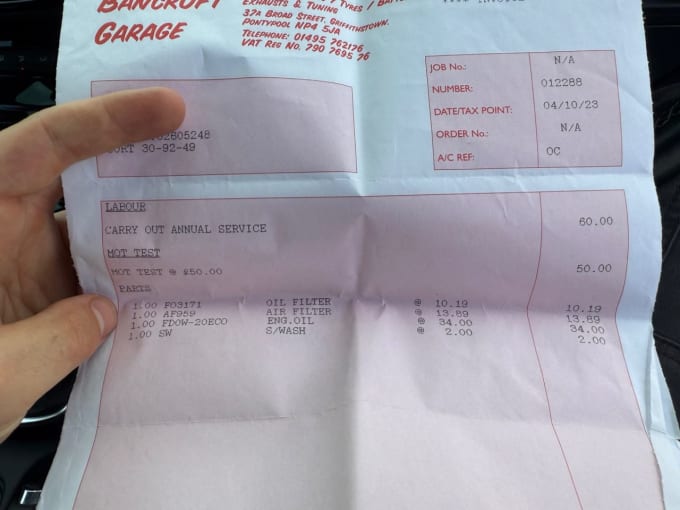 BANCROFT
GARAGE
EXHAUSTS & TUNING
37A BROAD STREET, GRIFFITHSTOWN,
PONTYPOOL NP4 5JA
TELEPHONE: 01495 762176
VAT REG No. 790 7695 76
JOB No.: N/A
NUMBER: 012288
DATE/TAX POINT: 04/10/23
ORDER No.: N/A
A/C REF: OC
30-92-49
LABOUR
CARRY OUT ANNUAL SERVICE 60.00
MOT TEST
MOT TEST @ £50.00 50.00
PARTS
1.00 FO3171 OIL FILTER @ 10.19 10.19
1.00 AF959 AIR FILTER @ 13.89 13.89
1.00 FDOW-20ECO ENG.OIL @ 34.00 34.00
1.00 SW S/WASH @ 2.00 2.00